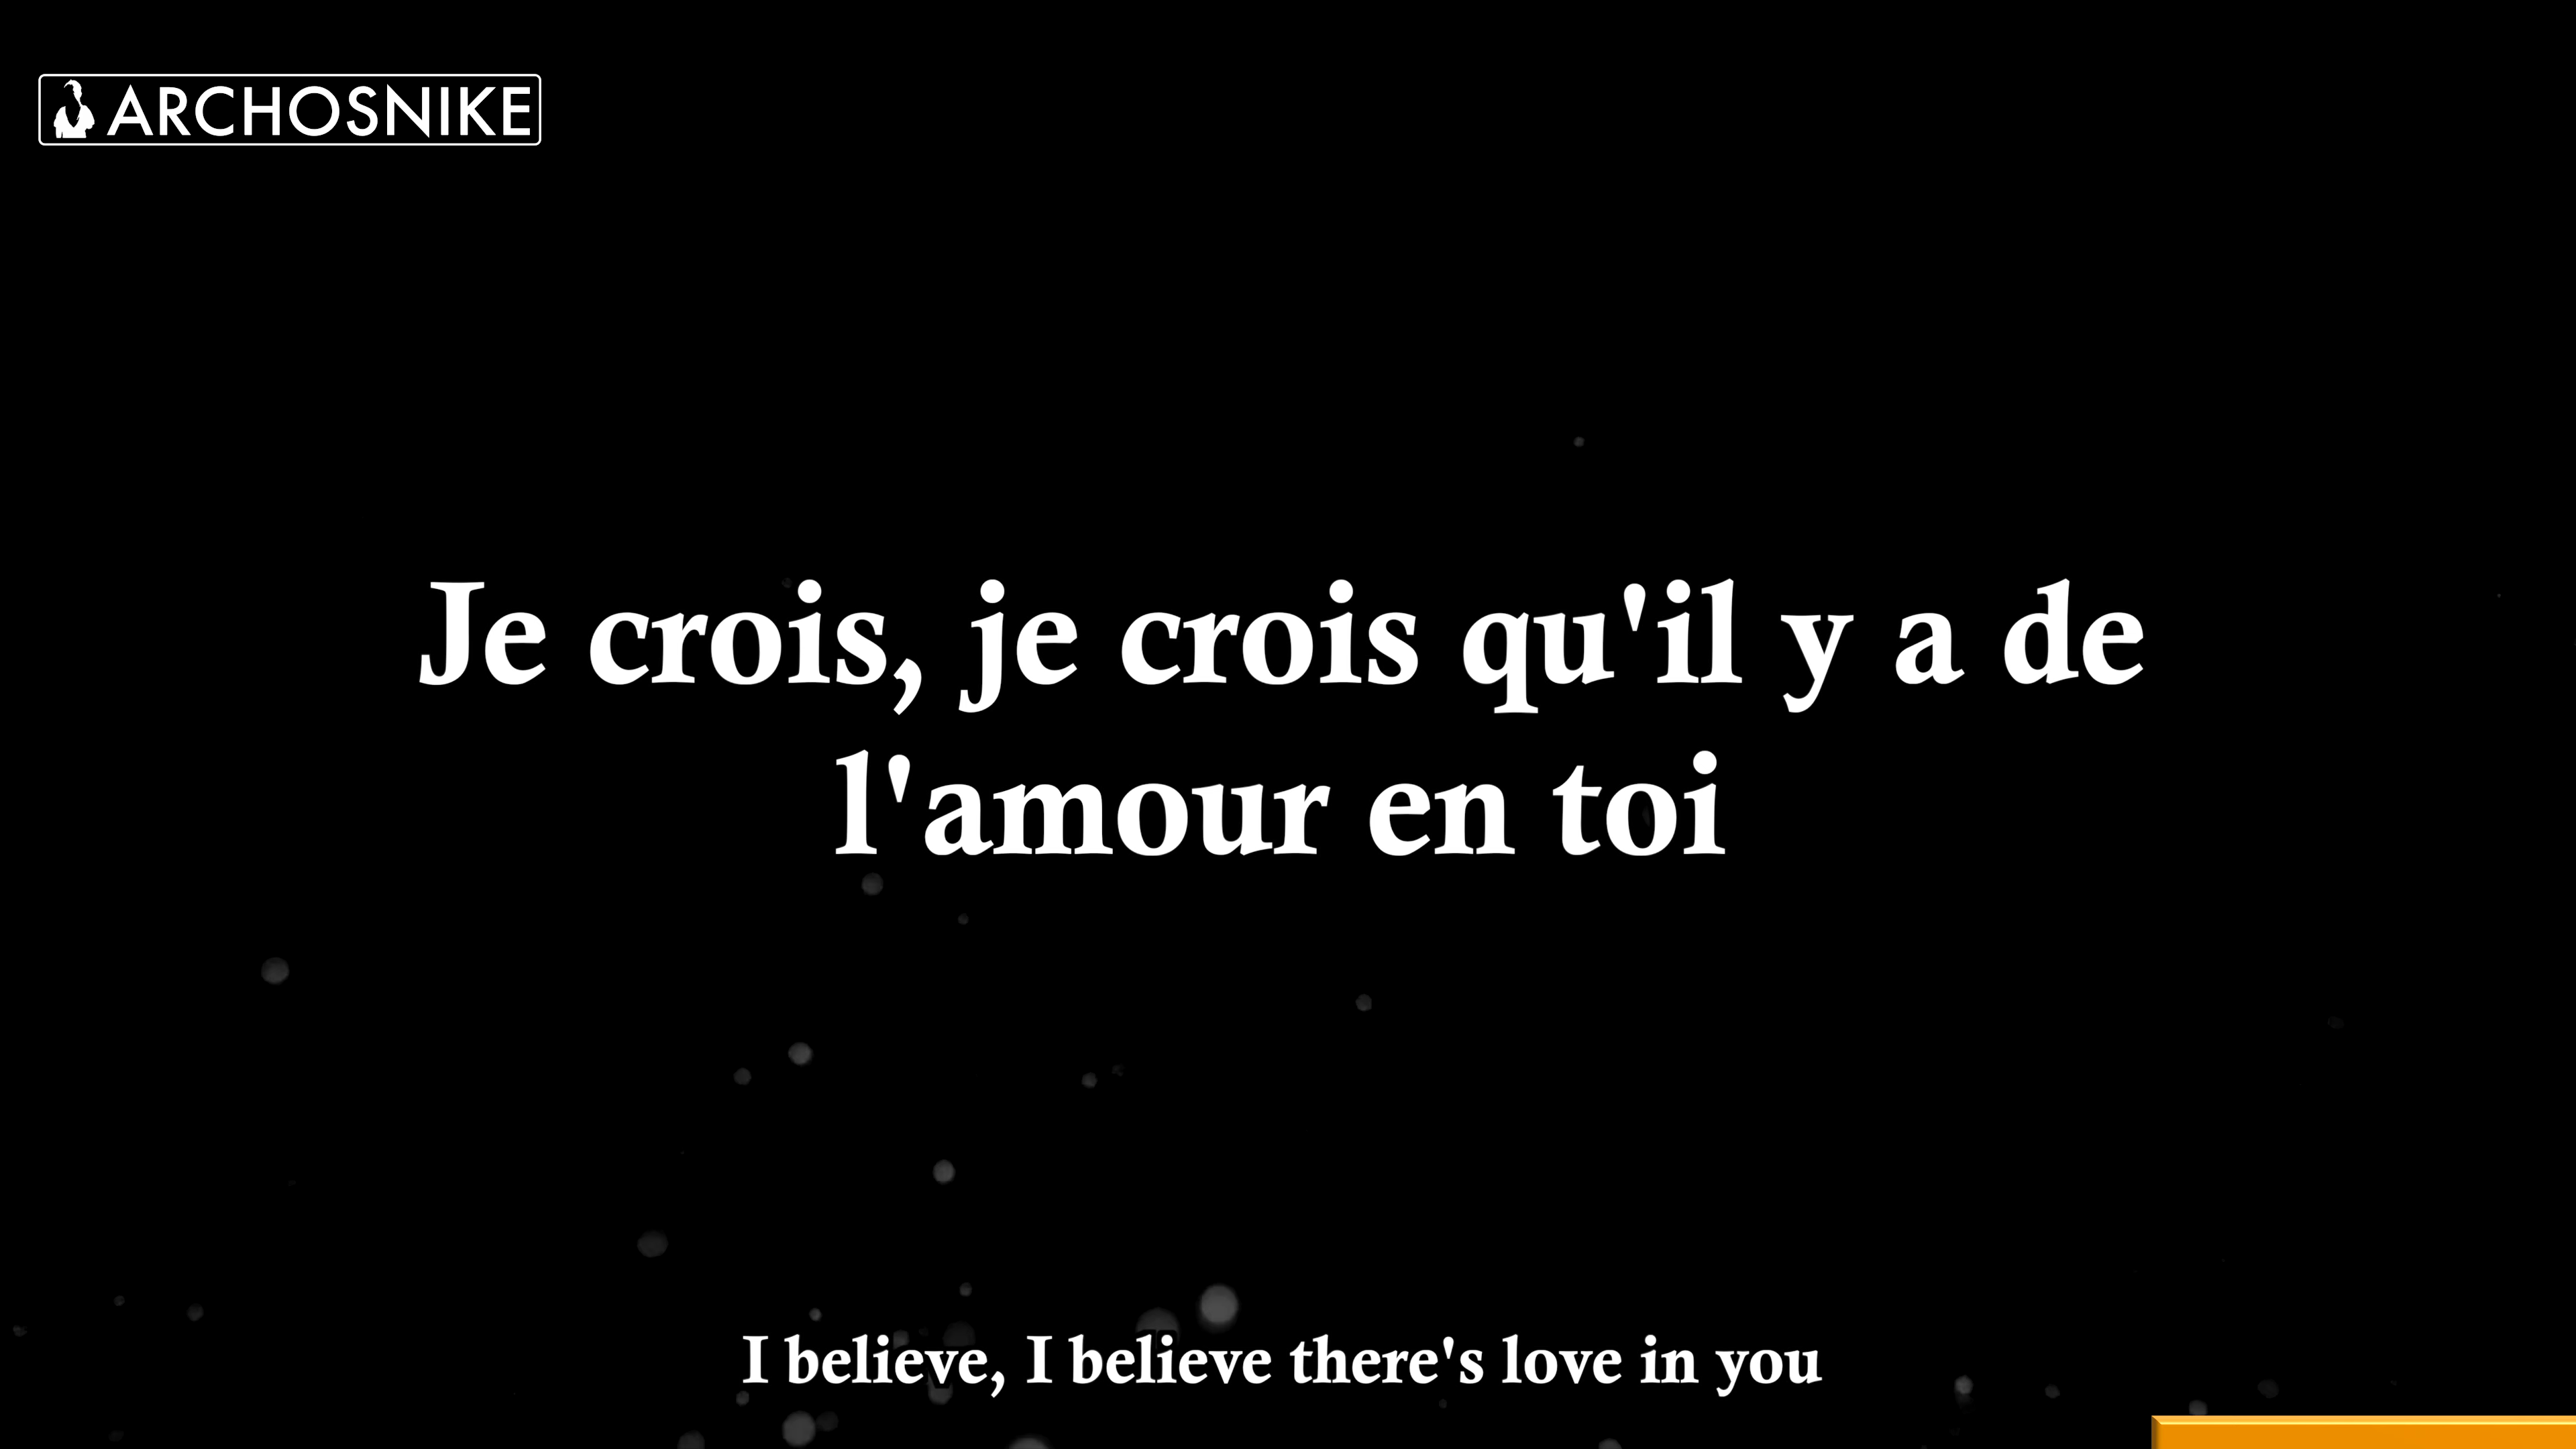 ARCHOSNIKE
Je crois, je crois qu'il y a de
l'amour en toi
I believe, I believe there's love in you